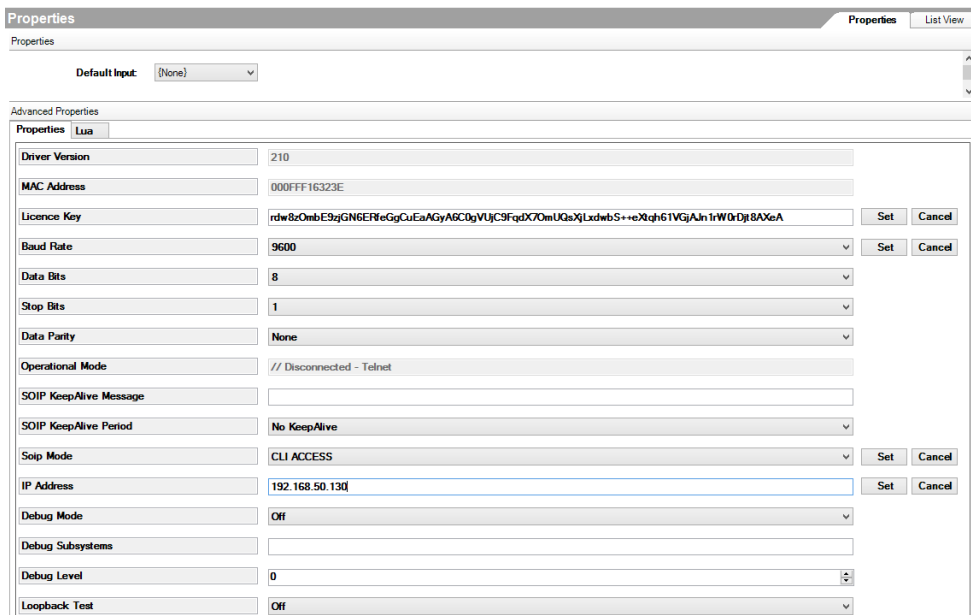 Properties
Properties List View
Properties
Default Input: {None}
Advanced Properties
Properties Lua
Driver Version 210
MAC Address 000FFF16323E
Licence Key Set Cancel
Baud Rate 9600 Set Cancel
Data Bits 8
Stop Bits 1
Data Parity None
Operational Mode // Disconnected - Telnet
SOIP KeepAlive Message
SOIP KeepAlive Period No KeepAlive
Soip Mode CLI ACCESS Set Cancel
IP Address 192.168.50.130 Set Cancel
Debug Mode Off
Debug Subsystems
Debug Level 0
Loopback Test Off